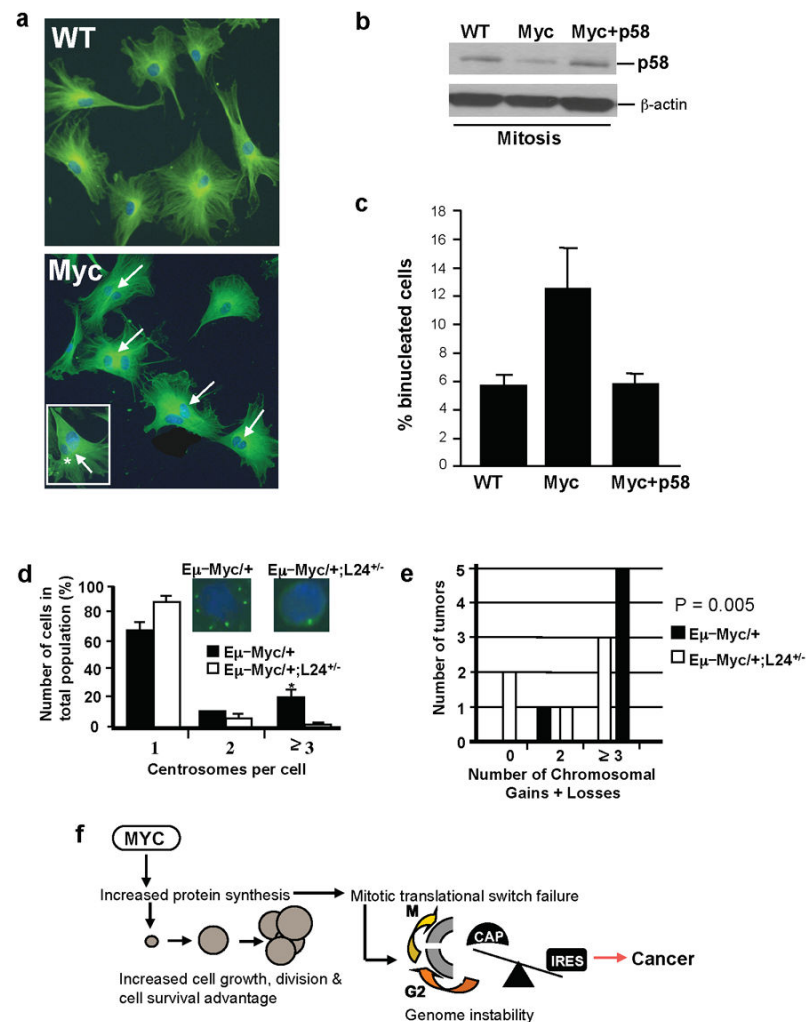 a
WT
Myc
*
b
WT Myc Myc+p58
p58
β-actin
Mitosis
c
% binucleated cells
18
16
14
12
10
8
6
4
2
0
WT Myc Myc+p58
d
Eμ-Myc/+ Eμ-Myc/+;L24+/-
Number of cells in
total population (%)
100
80
60
40
20
0
Eμ-Myc/+
Eμ-Myc/+;L24+/-
*
1 2 ≥ 3
Centrosomes per cell
e
Number of tumors
5
4
3
2
1
0
P = 0.005
Eμ-Myc/+
Eμ-Myc/+;L24+/-
0 2 ≥ 3
Number of Chromosomal
Gains + Losses
f
MYC
Increased protein synthesis
Mitotic translational switch failure
Increased cell growth, division &
cell survival advantage
M
G2
CAP
IRES
Cancer
Genome instability